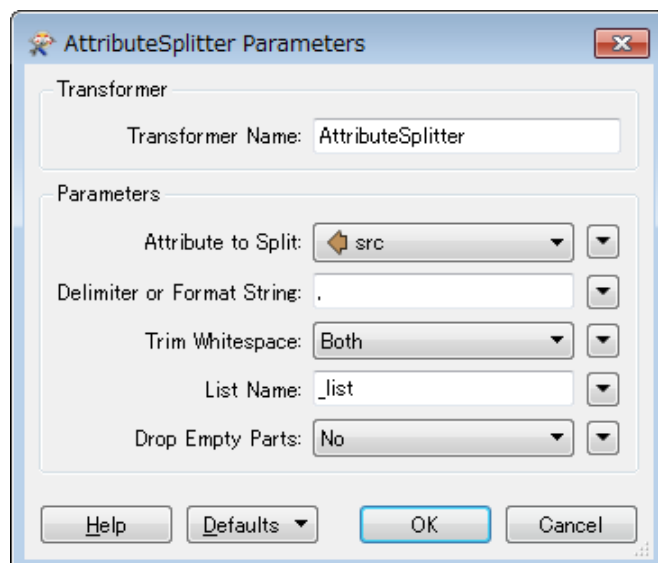 AttributeSplitter Parameters
Transformer
Transformer Name: AttributeSplitter
Parameters
Attribute to Split: src
Delimiter or Format String: ,
Trim Whitespace: Both
List Name: _list
Drop Empty Parts: No
Help Defaults OK Cancel